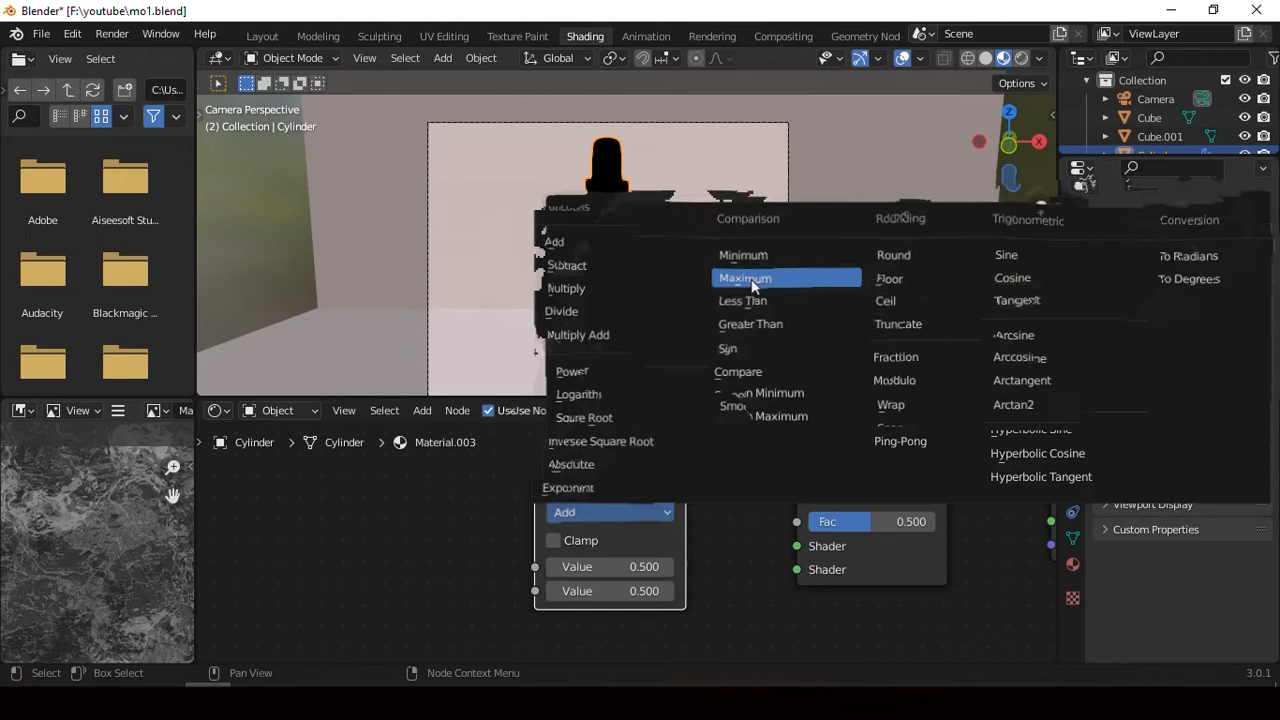 Blender* [F:\youtube\mo1.blend]
File Edit Render Window Help
Layout Modeling Sculpting UV Editing Texture Paint Shading Animation Rendering Compositing Geometry Nod
Scene
ViewLayer
View Select
Object Mode View Select Add Object
Global
C:\Us...
Options
Camera Perspective
(2) Collection | Cylinder
Collection
Camera
Cube
Cube.001
Adobe
Aiseesoft Stu...
Audacity
Blackmagic ...
Functions
Add
Subtract
Multiply
Divide
Multiply Add
Power
Logarithm
Square Root
Inverse Square Root
Absolute
Exponent
Comparison
Minimum
Maximum
Less Than
Greater Than
Sign
Compare
Minimum
Maximum
Rounding
Round
Floor
Ceil
Truncate
Fraction
Modulo
Wrap
Snap
Ping-Pong
Trigonometric
Sine
Cosine
Tangent
Arcsine
Arccosine
Arctangent
Arctan2
Hyperbolic Sine
Hyperbolic Cosine
Hyperbolic Tangent
Conversion
To Radians
To Degrees
View
Ma
Object View Select Add Node
Cylinder Cylinder Material.003
Add
Clamp
Value 0.500
Value 0.500
Fac 0.500
Shader
Shader
Viewport Display
Custom Properties
Select Box Select Pan View Node Context Menu
3.0.1